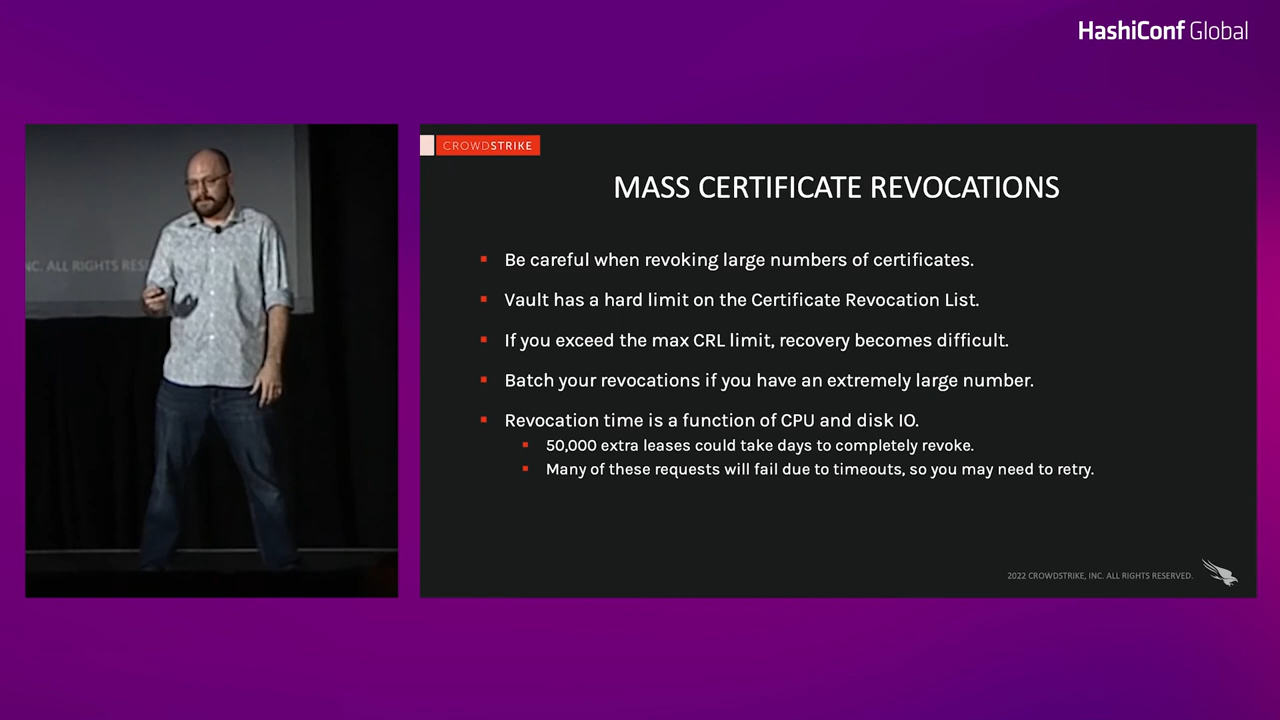 HashiConf Global
CROWDSTRIKE
MASS CERTIFICATE REVOCATIONS
Be careful when revoking large numbers of certificates.
Vault has a hard limit on the Certificate Revocation List.
If you exceed the max CRL limit, recovery becomes difficult.
Batch your revocations if you have an extremely large number.
Revocation time is a function of CPU and disk IO.
50,000 extra leases could take days to completely revoke.
Many of these requests will fail due to timeouts, so you may need to retry.
2022 CROWDSTRIKE, INC. ALL RIGHTS RESERVED.
NC. ALL RIGHTS RES